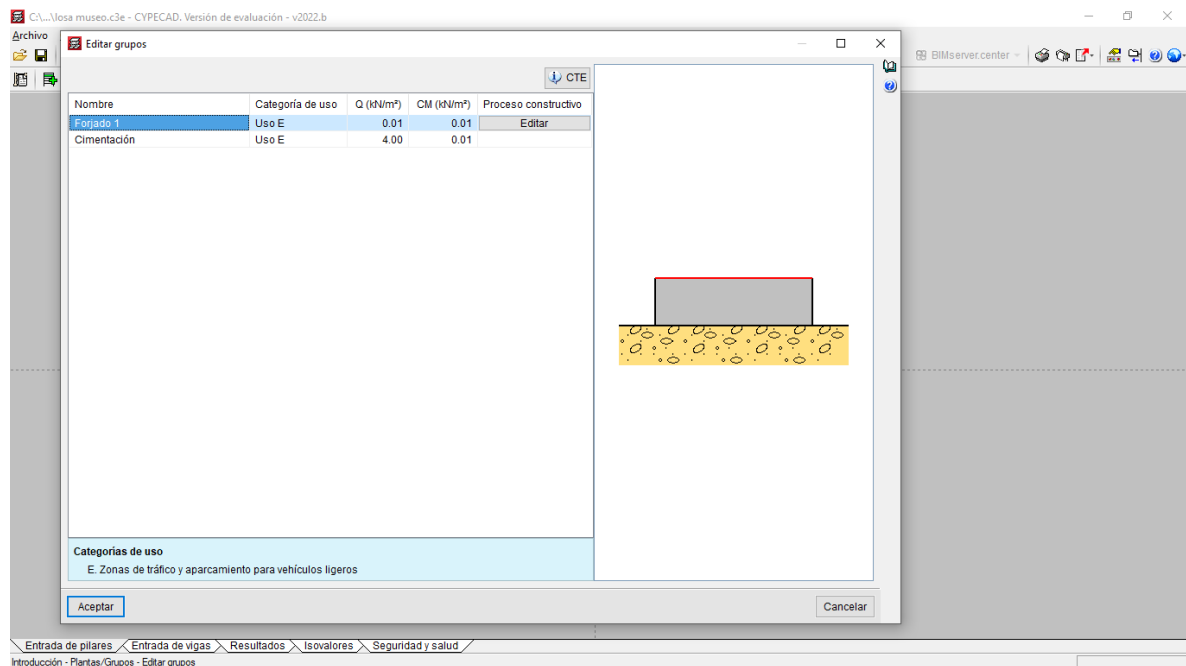 C:\...\losa museo.c3e - CYPECAD. Versión de evaluación - v2022.b
Archivo
Editar grupos
BIMserver.center
CTE
Nombre Categoría de uso Q (kN/m²) CM (kN/m²) Proceso constructivo
Forjado 1 Uso E 0.01 0.01 Editar
Cimentación Uso E 4.00 0.01
Categorías de uso
E. Zonas de tráfico y aparcamiento para vehículos ligeros
Aceptar Cancelar
Entrada de pilares Entrada de vigas Resultados Isovalores Seguridad y salud
Introducción - Plantas/Grupos - Editar grupos